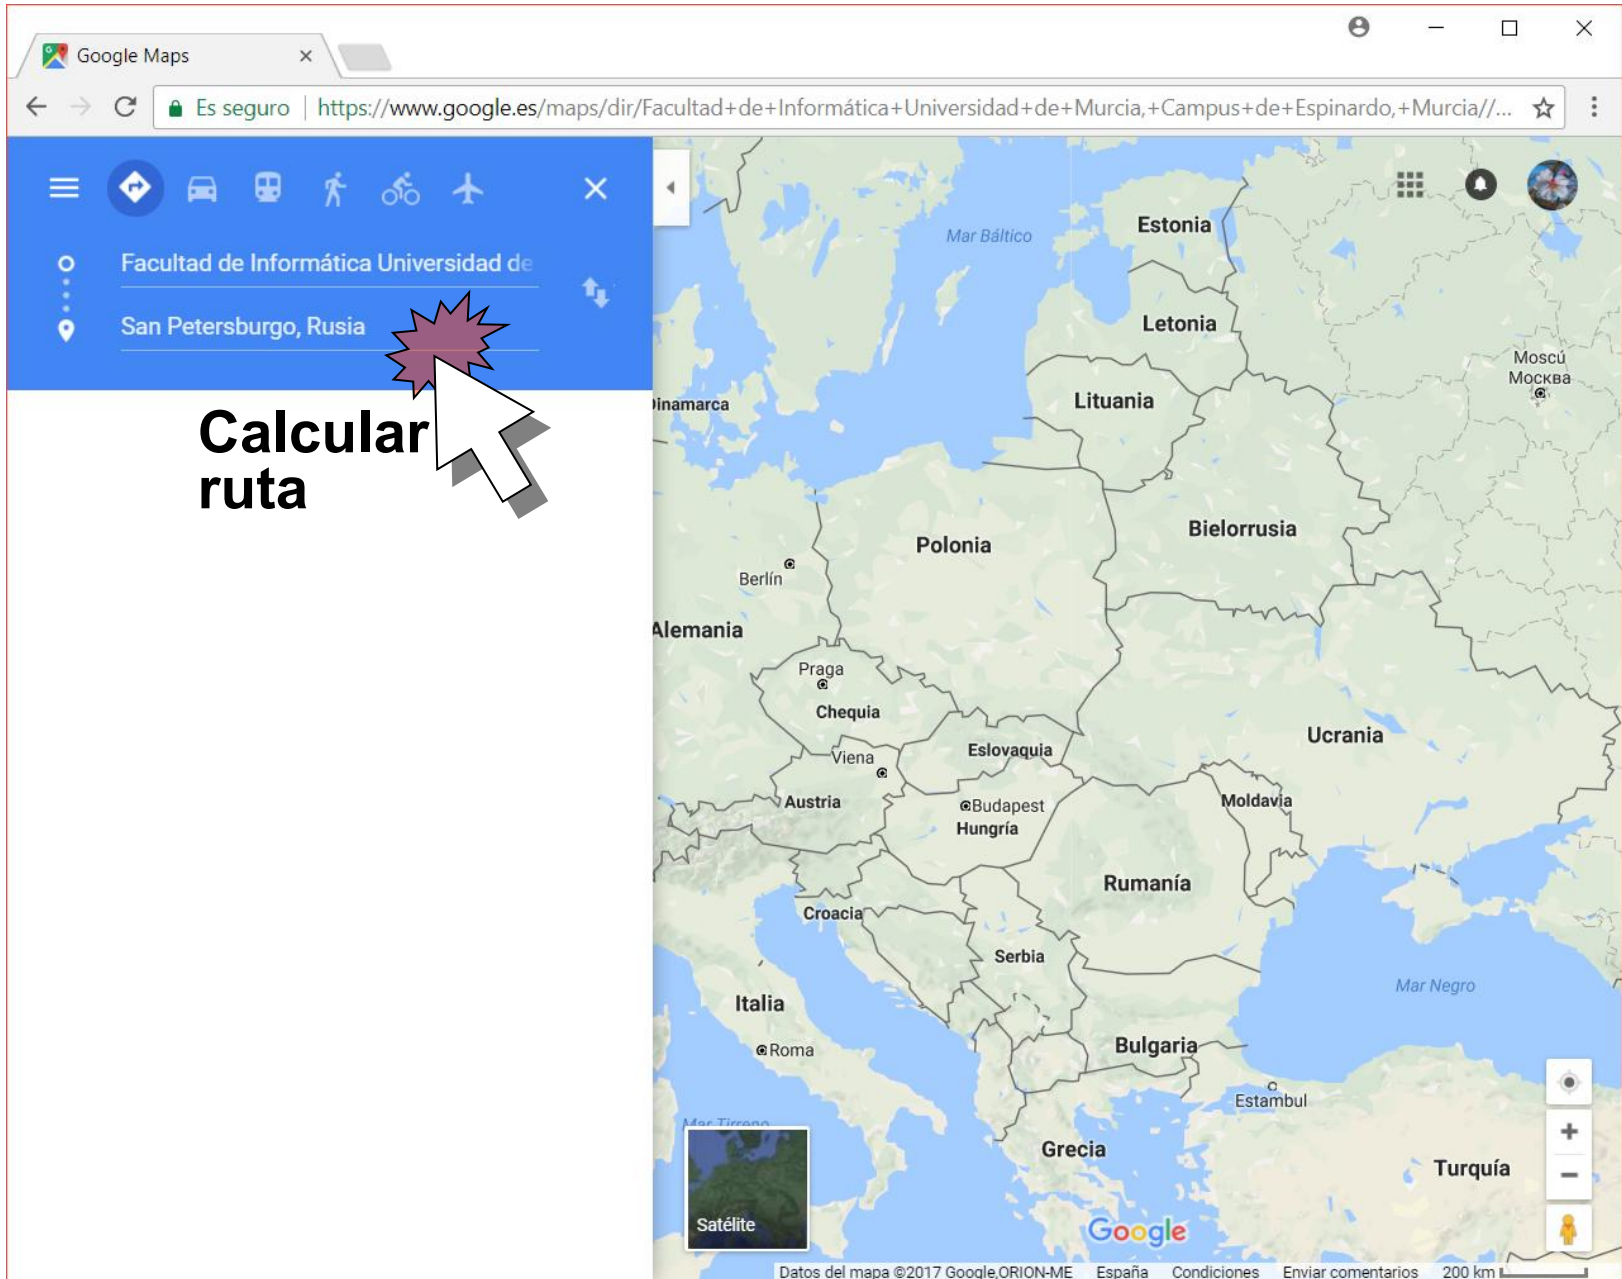 Google Maps
Es seguro | https://www.google.es/maps/dir/Facultad+de+Informática+Universidad+de+Murcia,+Campus+de+Espinardo,+Murcia//...
Facultad de Informática Universidad de
San Petersburgo, Rusia
Calcular
ruta
Mar Báltico
Estonia
Letonia
Moscú
Москва
Lituania
inamarca
Bielorrusia
Polonia
Berlín
Alemania
Praga
Chequia
Ucrania
Eslovaquia
Viena
Austria
Budapest
Hungría
Moldavia
Rumanía
Croacia
Serbia
Mar Negro
Italia
Roma
Bulgaria
Estambul
Mar Tirreno
Grecia
Turquía
Satélite
Google
Datos del mapa ©2017 Google,ORION-ME España Condiciones Enviar comentarios 200 km